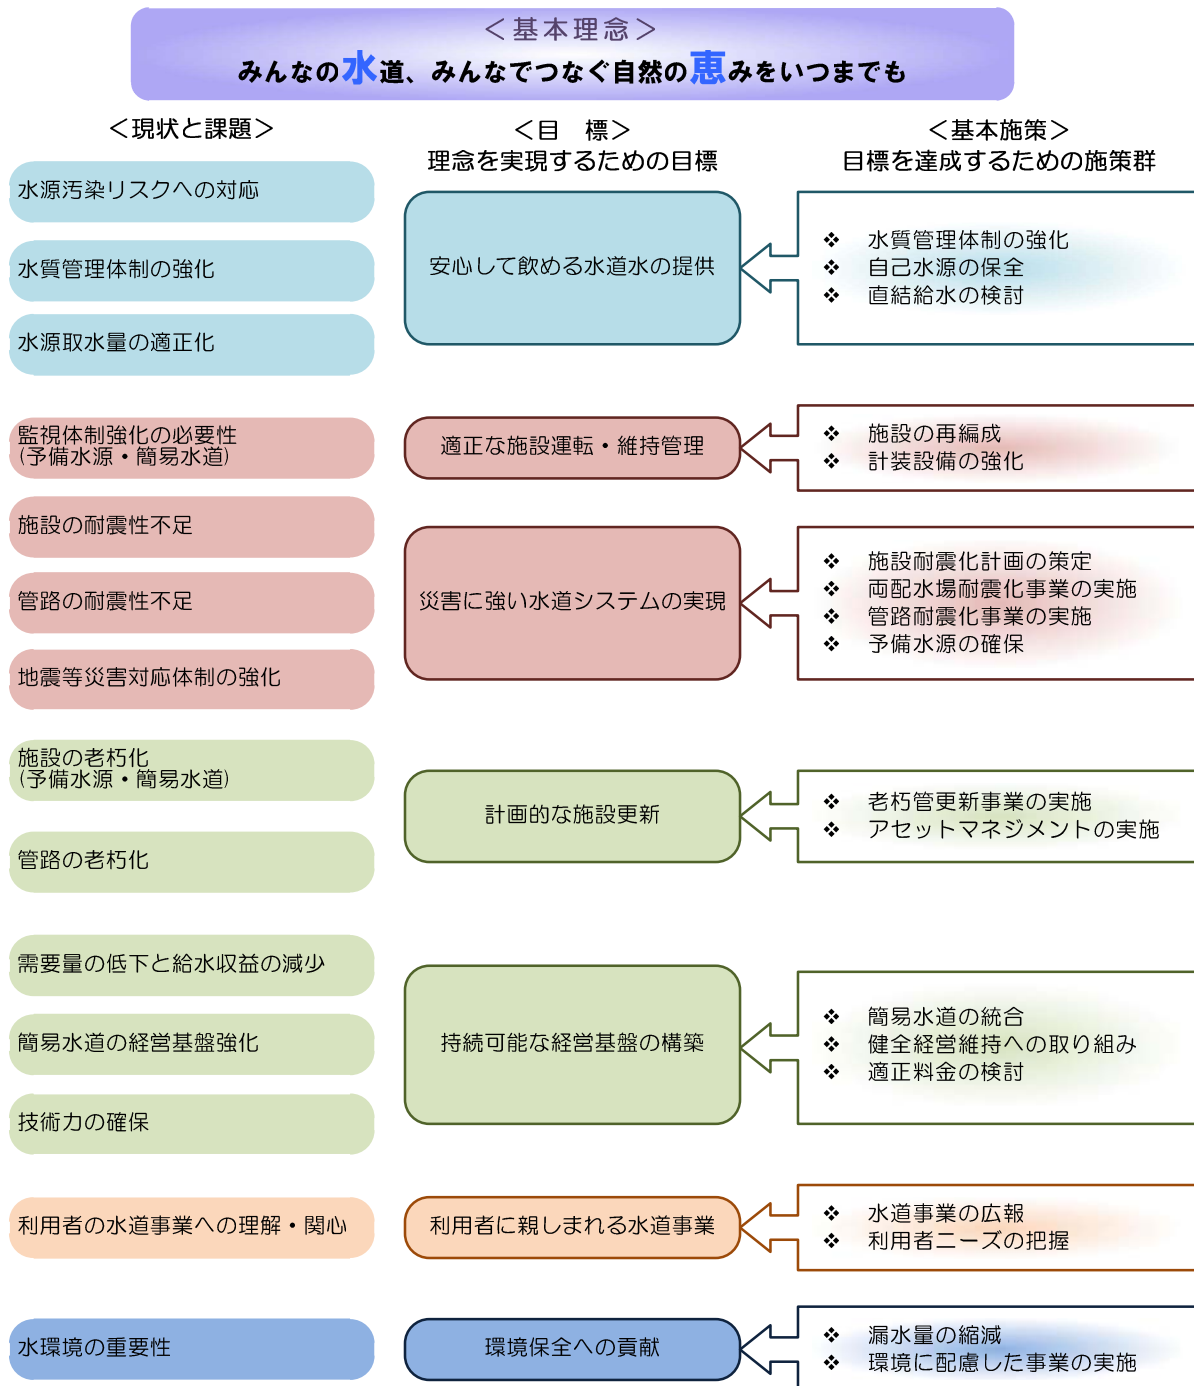 ＜基本理念＞
みんなの水道、みんなでつなぐ自然の恵みをいつまでも
＜現状と課題＞
水源汚染リスクへの対応
水質管理体制の強化
水源取水量の適正化
監視体制強化の必要性
(予備水源・簡易水道)
施設の耐震性不足
管路の耐震性不足
地震等災害対応体制の強化
施設の老朽化
(予備水源・簡易水道)
管路の老朽化
需要量の低下と給水収益の減少
簡易水道の経営基盤強化
技術力の確保
利用者の水道事業への理解・関心
水環境の重要性
＜目　標＞
理念を実現するための目標
安心して飲める水道水の提供
適正な施設運転・維持管理
災害に強い水道システムの実現
計画的な施設更新
持続可能な経営基盤の構築
利用者に親しまれる水道事業
環境保全への貢献
＜基本施策＞
目標を達成するための施策群
❖ 水質管理体制の強化
❖ 自己水源の保全
❖ 直結給水の検討
❖ 施設の再編成
❖ 計装設備の強化
❖ 施設耐震化計画の策定
❖ 両配水場耐震化事業の実施
❖ 管路耐震化事業の実施
❖ 予備水源の確保
❖ 老朽管更新事業の実施
❖ アセットマネジメントの実施
❖ 簡易水道の統合
❖ 健全経営維持への取り組み
❖ 適正料金の検討
❖ 水道事業の広報
❖ 利用者ニーズの把握
❖ 漏水量の縮減
❖ 環境に配慮した事業の実施